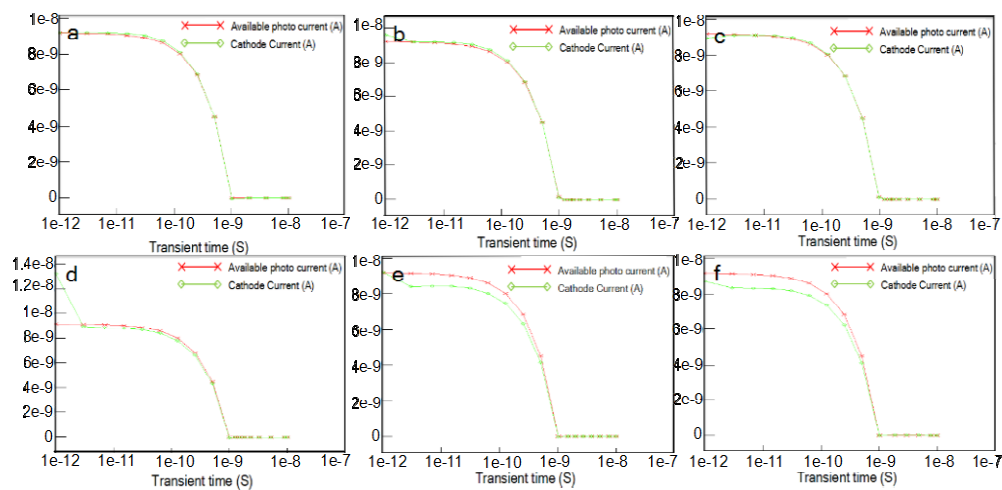 a
1e-8
8e-9
6e-9
4e-9
2e-9
0
1e-12 1e-11 1e-10 1e-9 1e-8 1e-7
Transient time (S)
Available photo current (A)
Cathode Current (A)
b
1e-8
8e-9
6e-9
4e-9
2e-9
0
1e-12 1e-11 1e-10 1e-9 1e-8 1e-7
Transient time (S)
Available photo current (A)
Cathode Current (A)
c
1e-8
8e-9
6e-9
4e-9
2e-9
0
1e-12 1e-11 1e-10 1e-9 1e-8 1e-7
Transient time (S)
Available photo current (A)
Cathode Current (A)
d
1.4e-8
1.2e-8
1e-8
8e-9
6e-9
4e-9
2e-9
0
1e-12 1e-11 1e-10 1e-9 1e-8 1e-7
Transient time (S)
Available photo current (A)
Cathode Current (A)
e
1e-8
8e-9
6e-9
4e-9
2e-9
0
1e-12 1e-11 1e-10 1e-9 1e-8 1e-7
Transient time (S)
Available photo current (A)
Cathode Current (A)
f
1e-8
8e-9
6e-9
4e-9
2e-9
0
1e-12 1e-11 1e-10 1e-9 1e-8 1e-7
Transient time (S)
Available photo current (A)
Cathode Current (A)